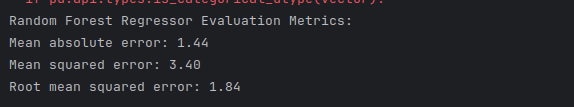 if pd.api.types.is_categorical_dtype(vector):
Random Forest Regressor Evaluation Metrics:
Mean absolute error: 1.44
Mean squared error: 3.40
Root mean squared error: 1.84